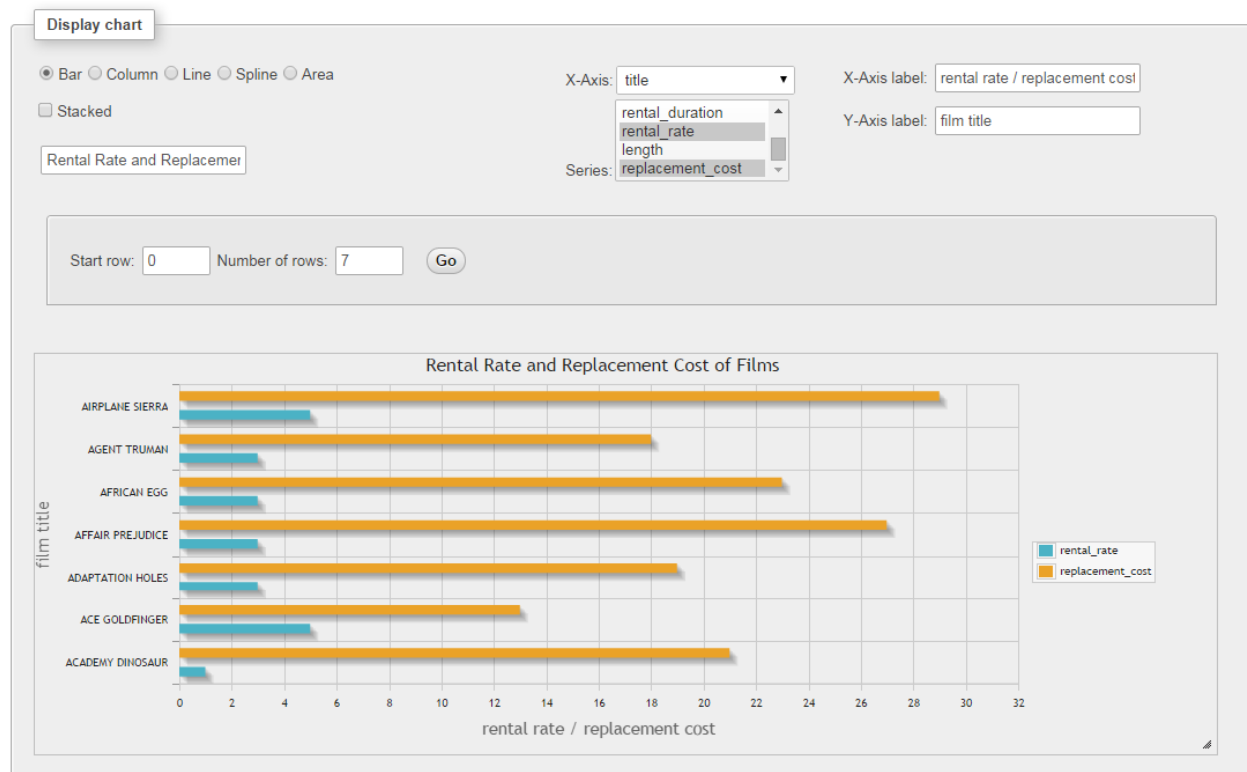 Display chart
Bar Column Line Spline Area
Stacked
Rental Rate and Replacemer
X-Axis: title
rental_duration
rental_rate
length
Series: replacement_cost
X-Axis label: rental rate / replacement cost
Y-Axis label: film title
Start row: 0 Number of rows: 7 Go
Rental Rate and Replacement Cost of Films
AIRPLANE SIERRA
AGENT TRUMAN
AFRICAN EGG
AFFAIR PREJUDICE
ADAPTATION HOLES
ACE GOLDFINGER
ACADEMY DINOSAUR
film title
0 2 4 6 8 10 12 14 16 18 20 22 24 26 28 30 32
rental rate / replacement cost
rental_rate
replacement_cost